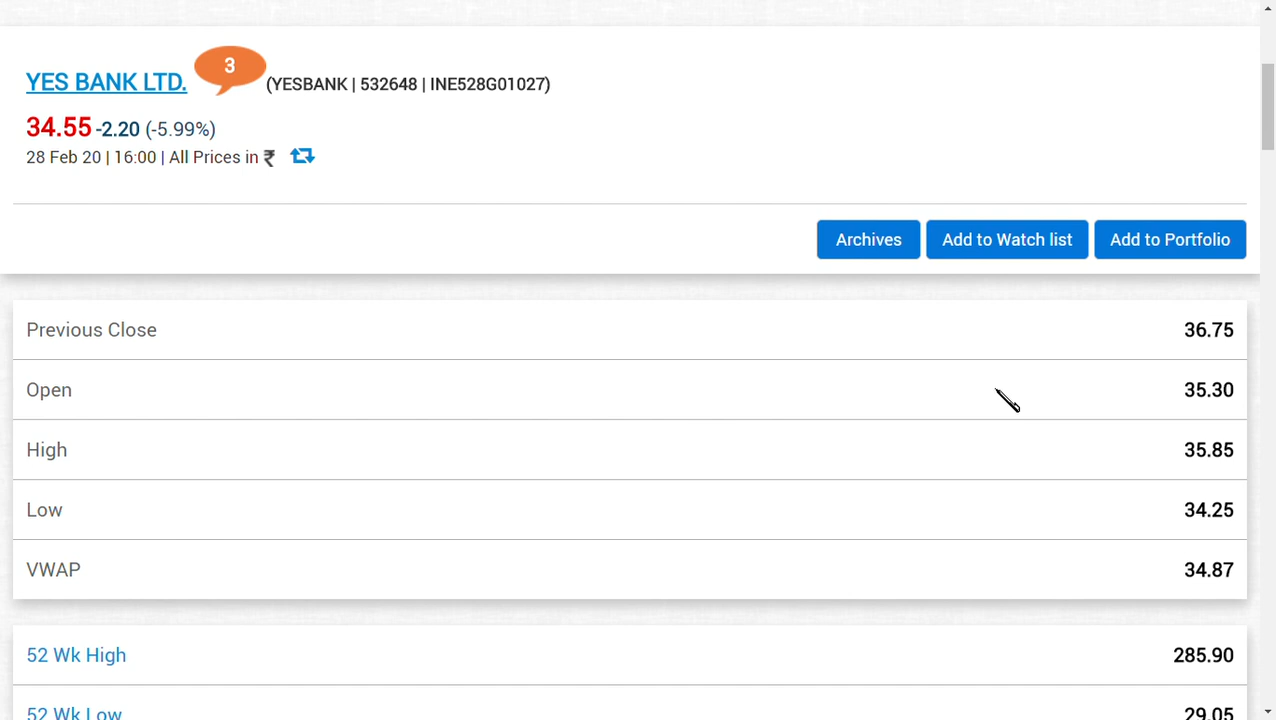 YES BANK LTD. 3 (YESBANK | 532648 | INE528G01027)
34.55 -2.20 (-5.99%)
28 Feb 20 | 16:00 | All Prices in ₹
Archives Add to Watch list Add to Portfolio
Previous Close 36.75
Open 35.30
High 35.85
Low 34.25
VWAP 34.87
52 Wk High 285.90
52 Wk Low 29.05